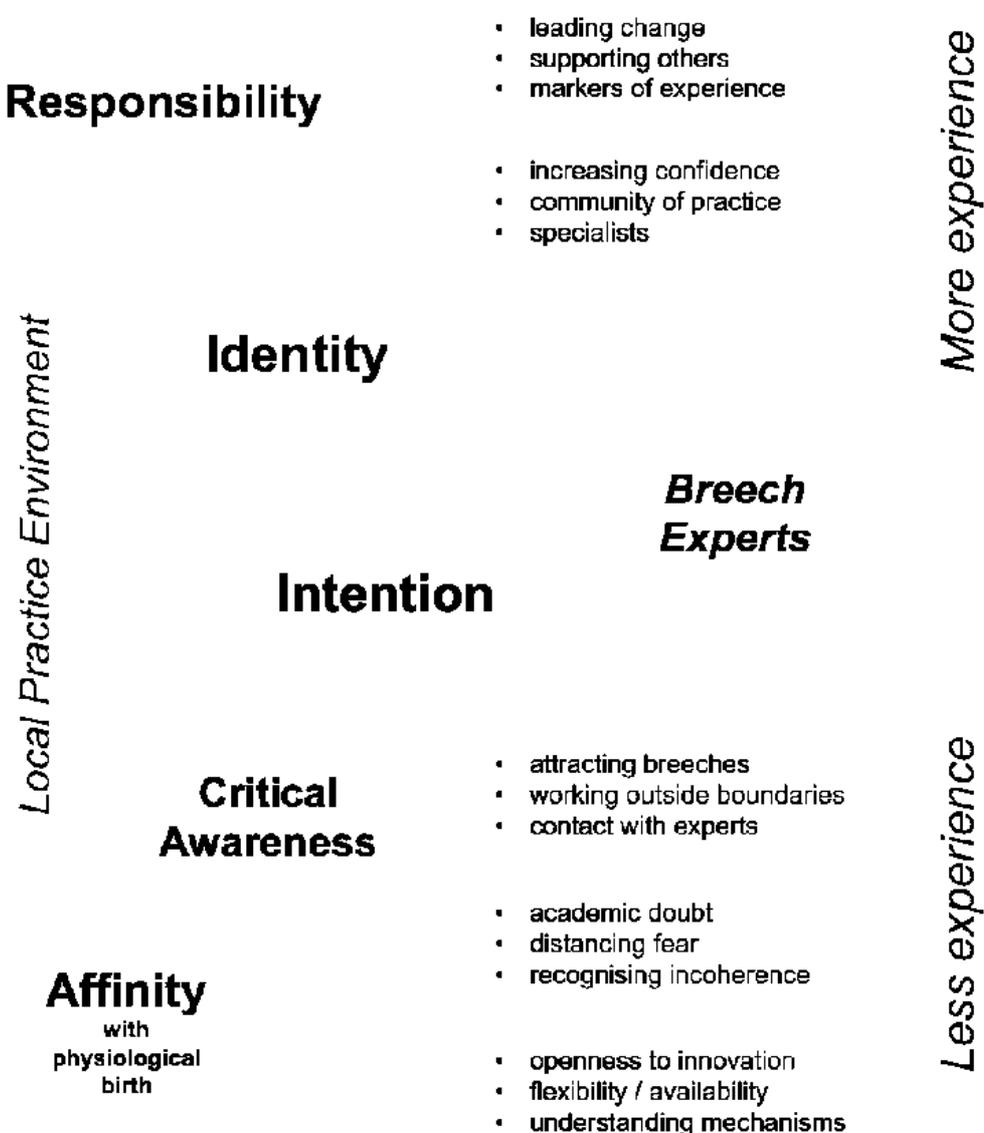 • leading change
• supporting others
• markers of experience
Responsibility
• increasing confidence
• community of practice
• specialists
More experience
Local Practice Environment
Identity
Breech
Experts
Intention
• attracting breeches
• working outside boundaries
• contact with experts
Critical
Awareness
• academic doubt
• distancing fear
• recognising incoherence
Less experience
Affinity
with
physiological
birth
• openness to innovation
• flexibility / availability
• understanding mechanisms